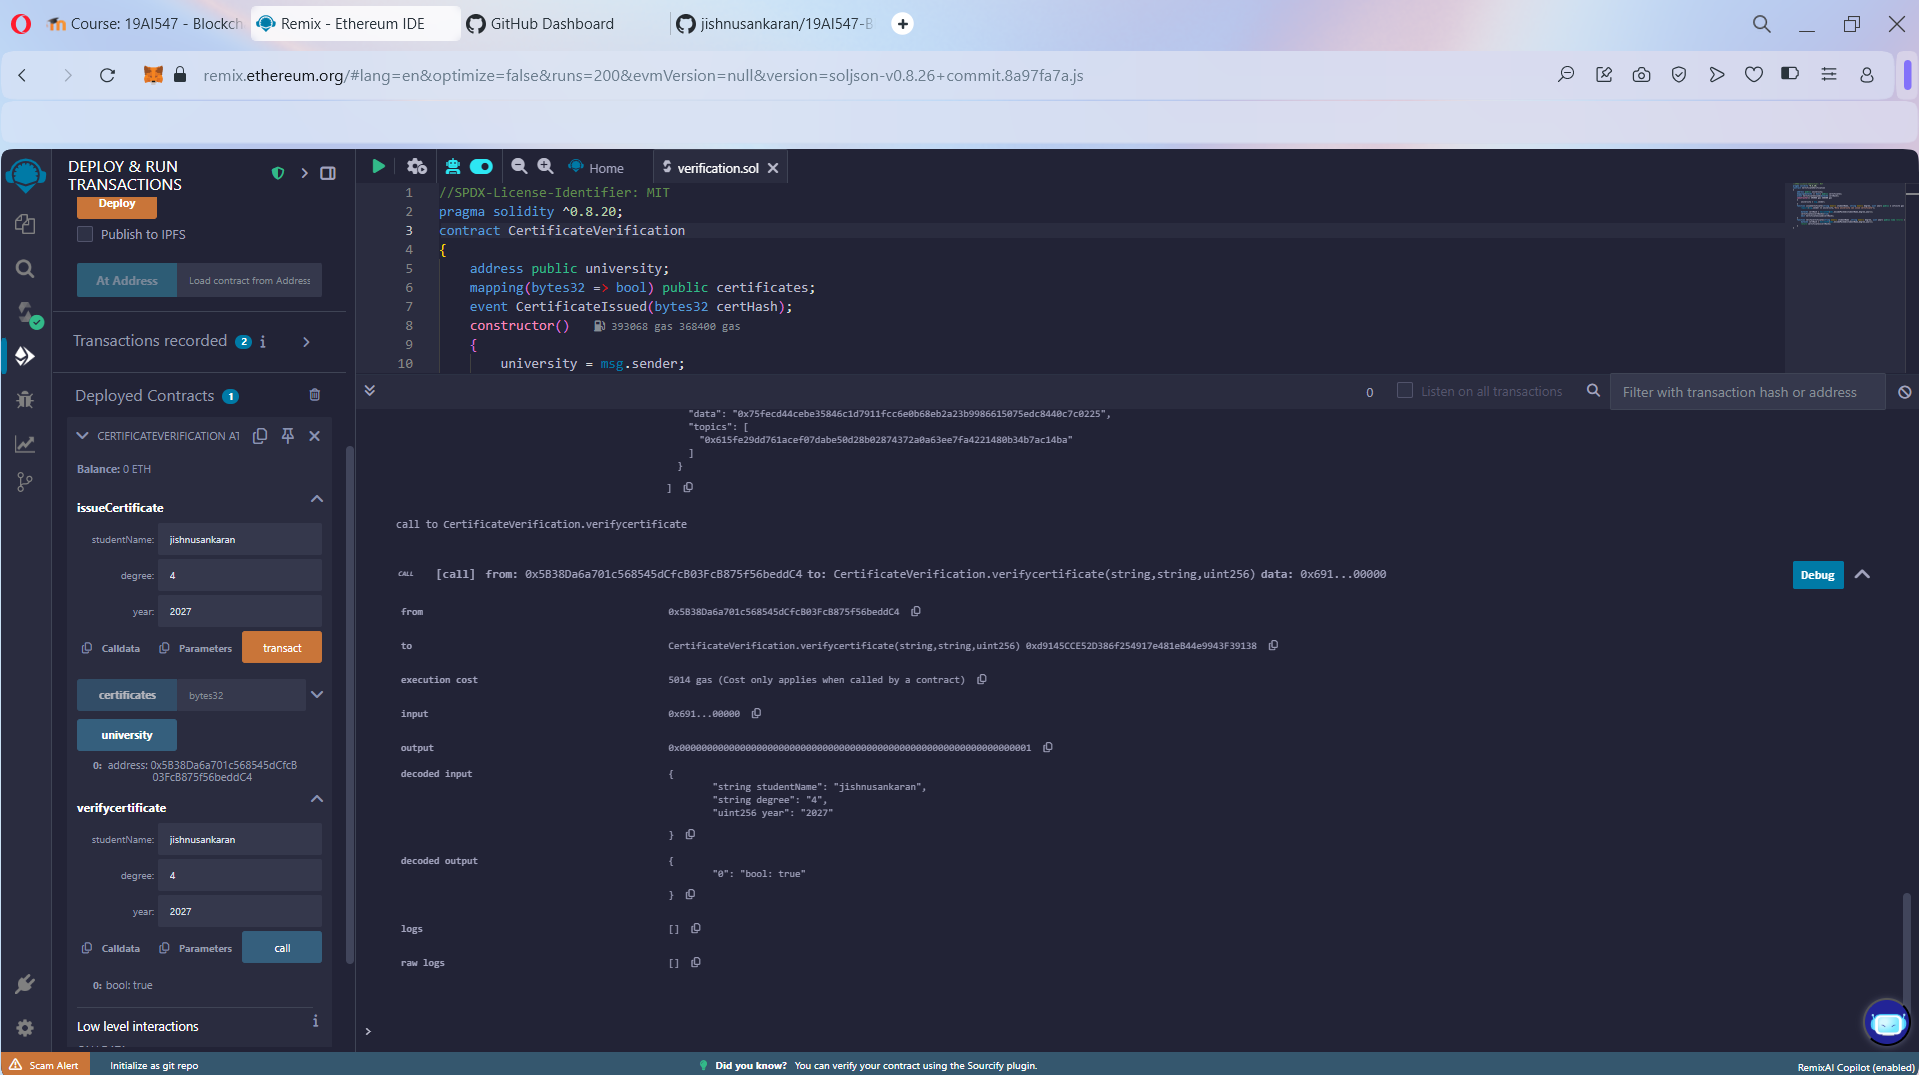 Course: 19AI547 - Blockch
Remix - Ethereum IDE
GitHub Dashboard
jishnusankaran/19AI547-B
remix.ethereum.org/#lang=en&optimize=false&runs=200&evmVersion=null&version=soljson-v0.8.26+commit.8a97fa7a.js
DEPLOY & RUN
TRANSACTIONS
Deploy
Publish to IPFS
At Address
Load contract from Address
Transactions recorded 2 i
Deployed Contracts 1
CERTIFICATEVERIFICATION AT
Balance: 0 ETH
issueCertificate
studentName: jishnusankaran
degree: 4
year: 2027
Calldata Parameters transact
certificates bytes32
university
0: address: 0x5B38Da6a701c568545dCfcB
03FcB875f56beddC4
verifycertificate
studentName: jishnusankaran
degree: 4
year: 2027
Calldata Parameters call
0: bool: true
Low level interactions i
Home
verification.sol
1 //SPDX-License-Identifier: MIT
2 pragma solidity ^0.8.20;
3 contract CertificateVerification
4 {
5 address public university;
6 mapping(bytes32 => bool) public certificates;
7 event CertificateIssued(bytes32 certHash);
8 constructor() 393068 gas 368400 gas
9 {
10 university = msg.sender;
0 Listen on all transactions Filter with transaction hash or address
"data": "0x75fecd44cebe35846c1d7911fcc6e0b68eb2a23b9986615075edc8440c7c0225",
"topics": [
"0x615fe29dd761acef07dabe50d28b02874372a0a63ee7fa4221480b34b7ac14ba"
]
}
]
call to CertificateVerification.verifycertificate
CALL [call] from: 0x5B38Da6a701c568545dCfcB03FcB875f56beddC4 to: CertificateVerification.verifycertificate(string,string,uint256) data: 0x691...00000
Debug
from 0x5B38Da6a701c568545dCfcB03FcB875f56beddC4
to CertificateVerification.verifycertificate(string,string,uint256) 0xd9145CCE52D386f254917e481eB44e9943F39138
execution cost 5014 gas (Cost only applies when called by a contract)
input 0x691...00000
output 0x0000000000000000000000000000000000000000000000000000000000000001
decoded input {
"string studentName": "jishnusankaran",
"string degree": "4",
"uint256 year": "2027"
}
decoded output {
"0": "bool: true"
}
logs []
raw logs []
>
Scam Alert
Initialize as git repo
Did you know? You can verify your contract using the Sourcify plugin.
RemixAI Copilot (enabled)